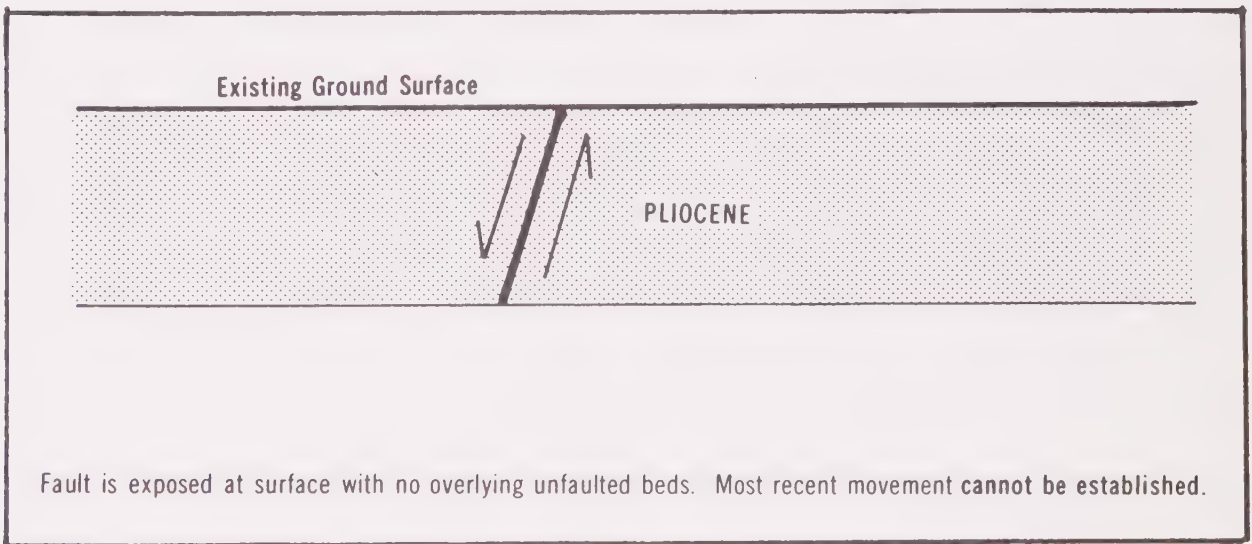 Existing Ground Surface
PLIOCENE
Fault is exposed at surface with no overlying unfaulted beds. Most recent movement cannot be established.